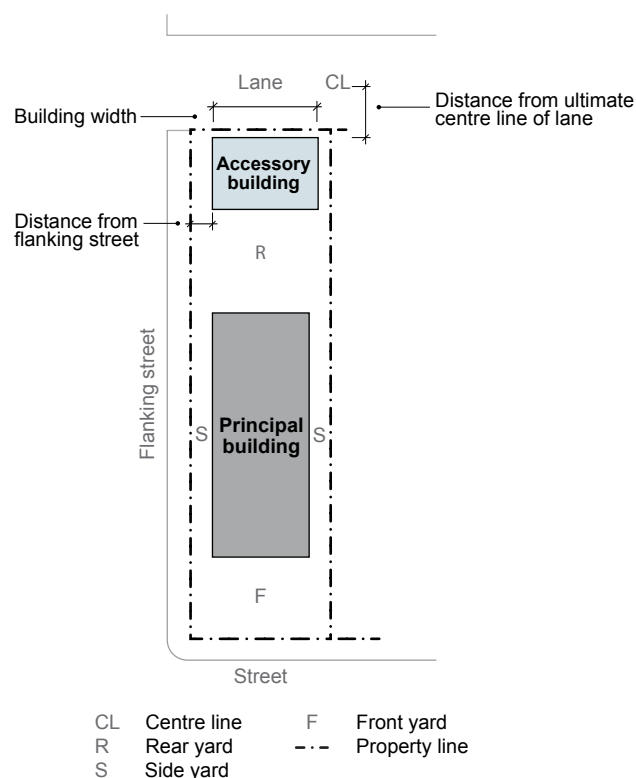 Lane
CL
Building width
Distance from ultimate
centre line of lane
Accessory
building
Distance from
flanking street
R
Flanking street
S
Principal
building
S
F
Street
CL Centre line
F Front yard
R Rear yard
Property line
S Side yard